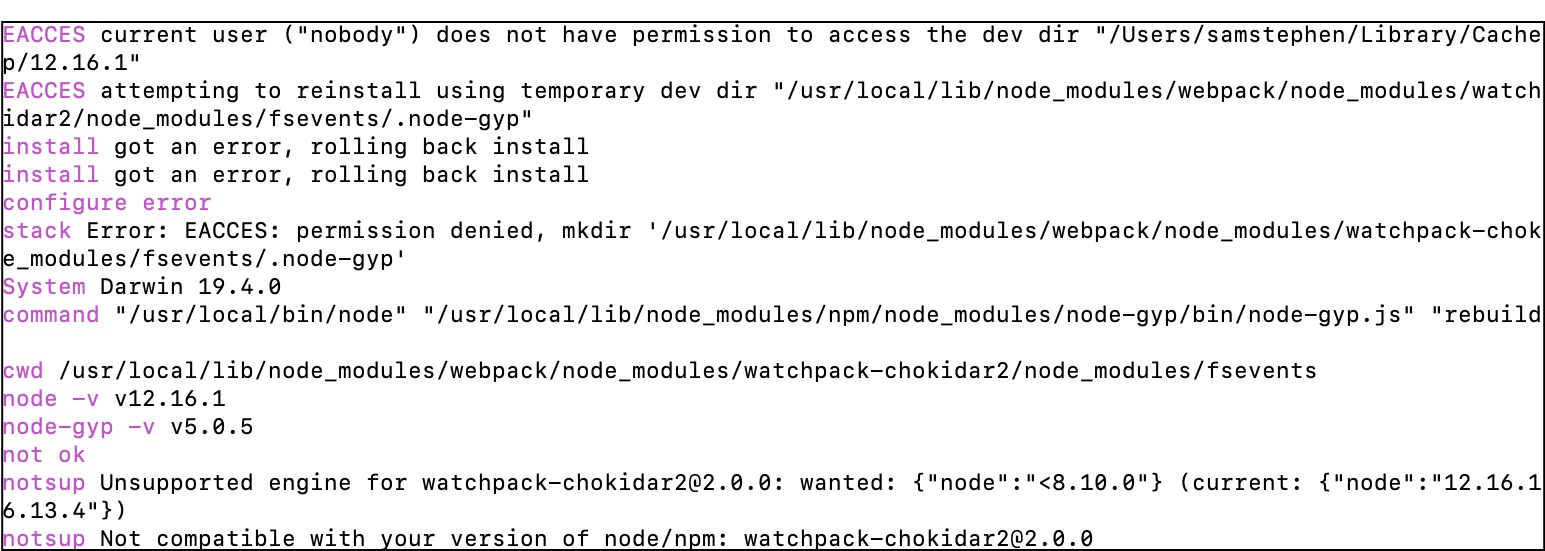 EACCES current user ("nobody") does not have permission to access the dev dir "/Users/samstephen/Library/Cache
p/12.16.1"
EACCES attempting to reinstall using temporary dev dir "/usr/local/lib/node_modules/webpack/node_modules/watch
idar2/node_modules/fsevents/.node-gyp"
install got an error, rolling back install
install got an error, rolling back install
configure error
stack Error: EACCES: permission denied, mkdir '/usr/local/lib/node_modules/webpack/node_modules/watchpack-chok
e_modules/fsevents/.node-gyp'
System Darwin 19.4.0
command "/usr/local/bin/node" "/usr/local/lib/node_modules/npm/node_modules/node-gyp/bin/node-gyp.js" "rebuild
cwd /usr/local/lib/node_modules/webpack/node_modules/watchpack-chokidar2/node_modules/fsevents
node -v v12.16.1
node-gyp -v v5.0.5
not ok
notsup Unsupported engine for watchpack-chokidar2@2.0.0: wanted: {"node":"<8.10.0"} (current: {"node":"12.16.1
6.13.4"})
notsup Not compatible with your version of node/npm: watchpack-chokidar2@2.0.0